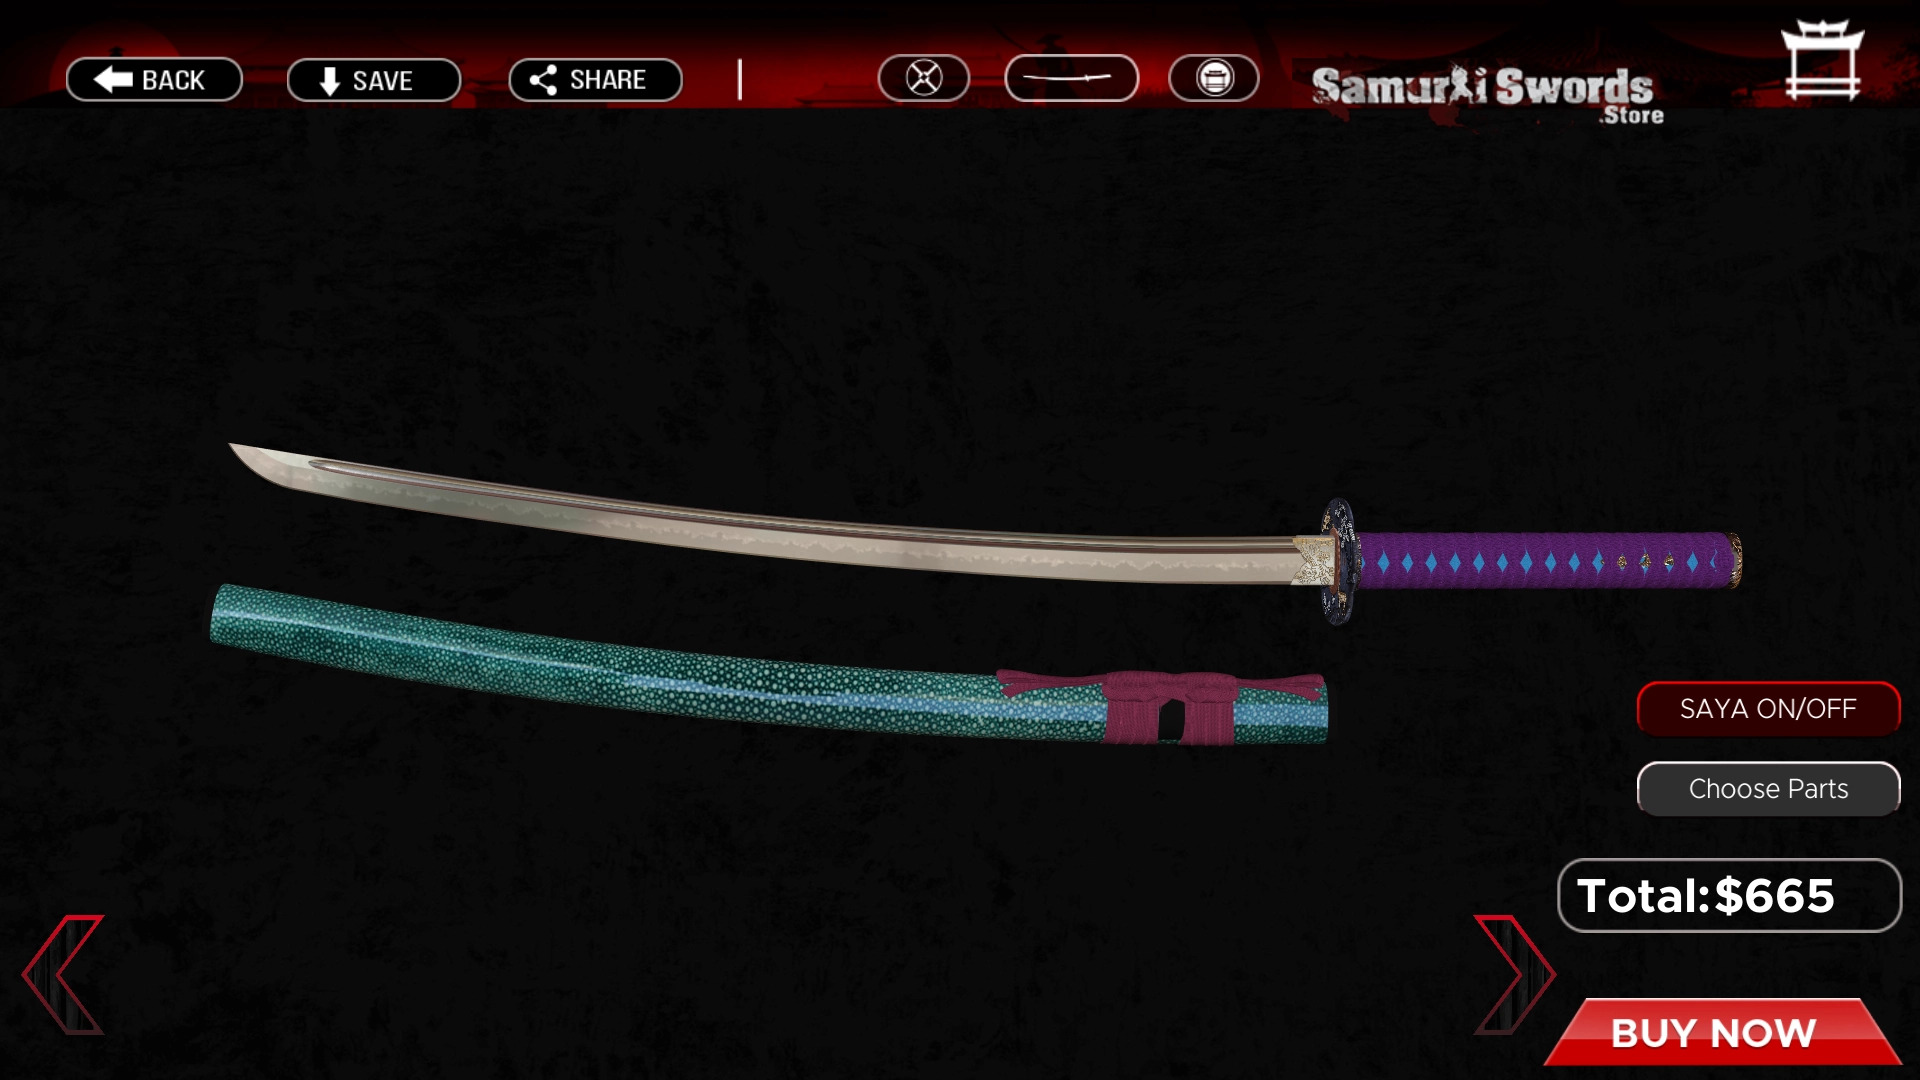 BACK
SAVE
SHARE
Samurai Swords
.Store
SAYA ON/OFF
Choose Parts
Total:$665
BUY NOW